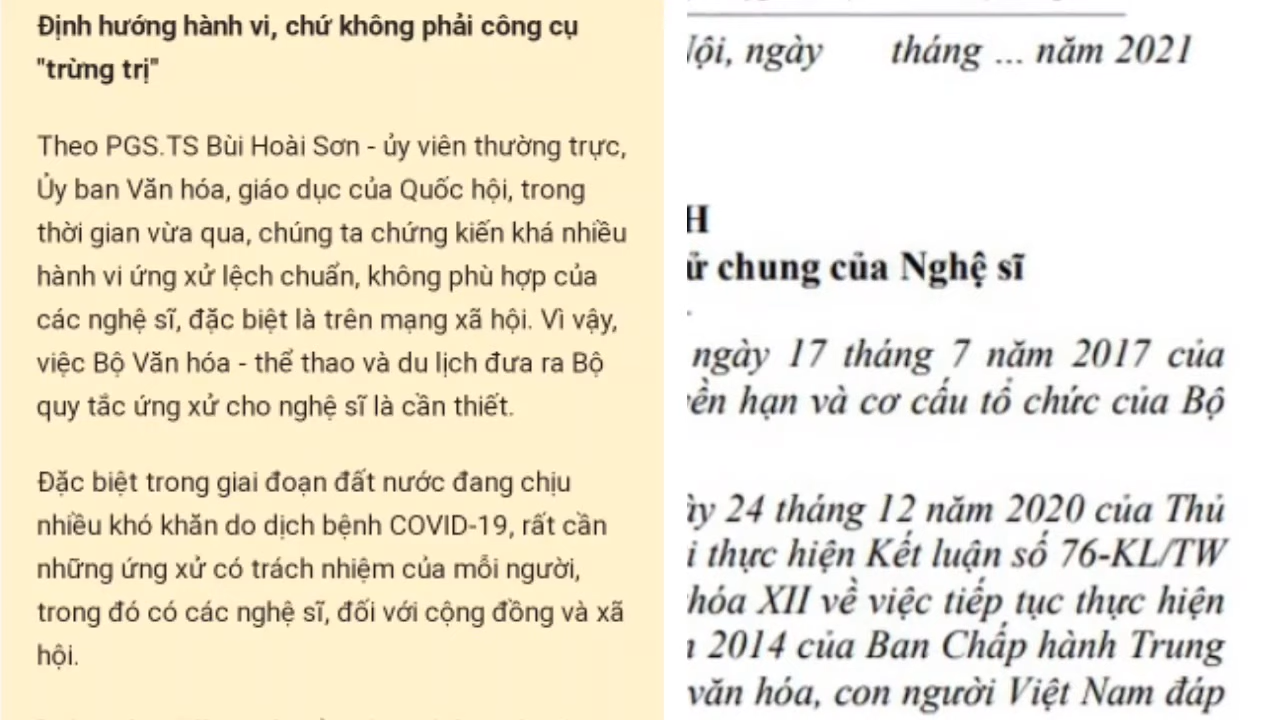 Định hướng hành vi, chứ không phải công cụ
"trừng trị"
Theo PGS.TS Bùi Hoài Sơn - ủy viên thường trực,
Ủy ban Văn hóa, giáo dục của Quốc hội, trong
thời gian vừa qua, chúng ta chứng kiến khá nhiều
hành vi ứng xử lệch chuẩn, không phù hợp của
các nghệ sĩ, đặc biệt là trên mạng xã hội. Vì vậy,
việc Bộ Văn hóa - thể thao và du lịch đưa ra Bộ
quy tắc ứng xử cho nghệ sĩ là cần thiết.
Đặc biệt trong giai đoạn đất nước đang chịu
nhiều khó khăn do dịch bệnh COVID-19, rất cần
những ứng xử có trách nhiệm của mỗi người,
trong đó có các nghệ sĩ, đối với cộng đồng và xã
hội.
ội, ngày tháng ... năm 2021
H
ử chung của Nghệ sĩ
ngày 17 tháng 7 năm 2017 của
ền hạn và cơ cấu tổ chức của Bộ
ày 24 tháng 12 năm 2020 của Thủ
i thực hiện Kết luận số 76-KL/TW
hóa XII về việc tiếp tục thực hiện
2014 của Ban Chấp hành Trung
văn hóa, con người Việt Nam đáp